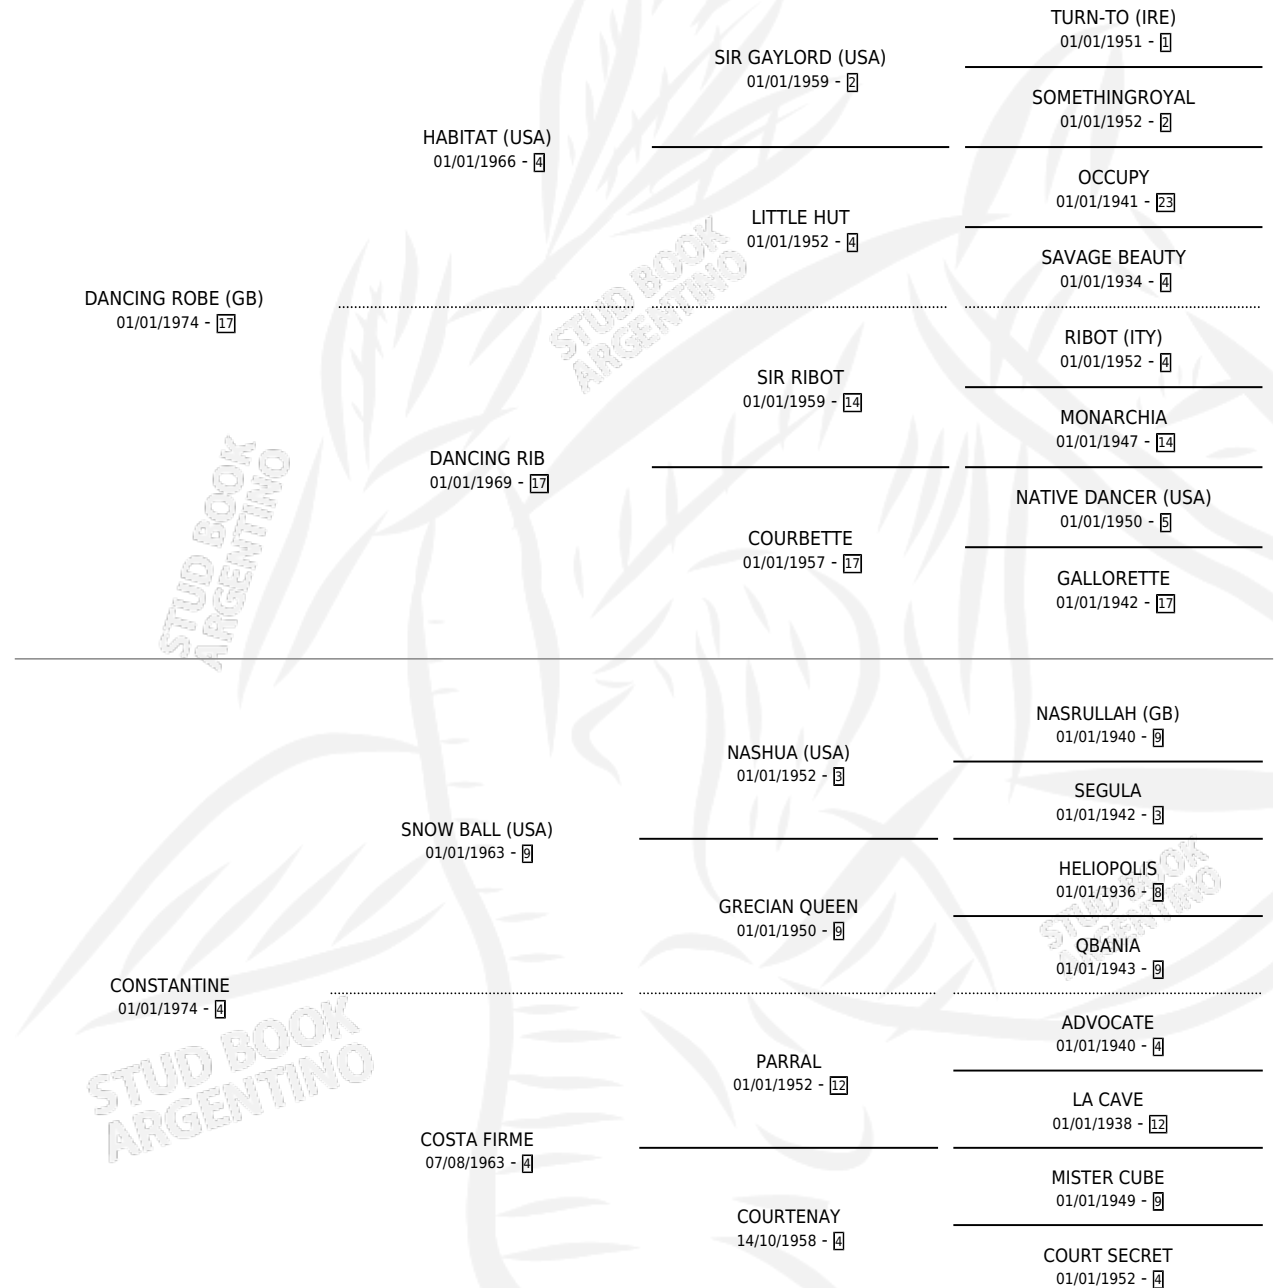 TURN-TO (IRE)
01/01/1951 - 1
SIR GAYLORD (USA)
01/01/1959 - 2
SOMETHINGROYAL
01/01/1952 - 2
HABITAT (USA)
01/01/1966 - 4
OCCUPY
01/01/1941 - 23
LITTLE HUT
01/01/1952 - 4
SAVAGE BEAUTY
01/01/1934 - 4
DANCING ROBE (GB)
01/01/1974 - 17
RIBOT (ITY)
01/01/1952 - 4
SIR RIBOT
01/01/1959 - 14
MONARCHIA
01/01/1947 - 14
DANCING RIB
01/01/1969 - 17
NATIVE DANCER (USA)
01/01/1950 - 5
COURBETTE
01/01/1957 - 17
GALLORETTE
01/01/1942 - 17
NASRULLAH (GB)
01/01/1940 - 9
NASHUA (USA)
01/01/1952 - 3
SEGULA
01/01/1942 - 3
SNOW BALL (USA)
01/01/1963 - 9
HELIOPOLIS
01/01/1936 - 8
GRECIAN QUEEN
01/01/1950 - 9
QBANIA
01/01/1943 - 9
CONSTANTINE
01/01/1974 - 4
ADVOCATE
01/01/1940 - 4
PARRAL
01/01/1952 - 12
LA CAVE
01/01/1938 - 12
COSTA FIRME
07/08/1963 - 4
MISTER CUBE
01/01/1949 - 9
COURTENAY
14/10/1958 - 4
COURT SECRET
01/01/1952 - 4
STUD BOOK
ARGENTINO
STUD BOOK
ARGENTINO
STUD BOOK
ARGENTINO
STUD BOOK
ARGENTINO